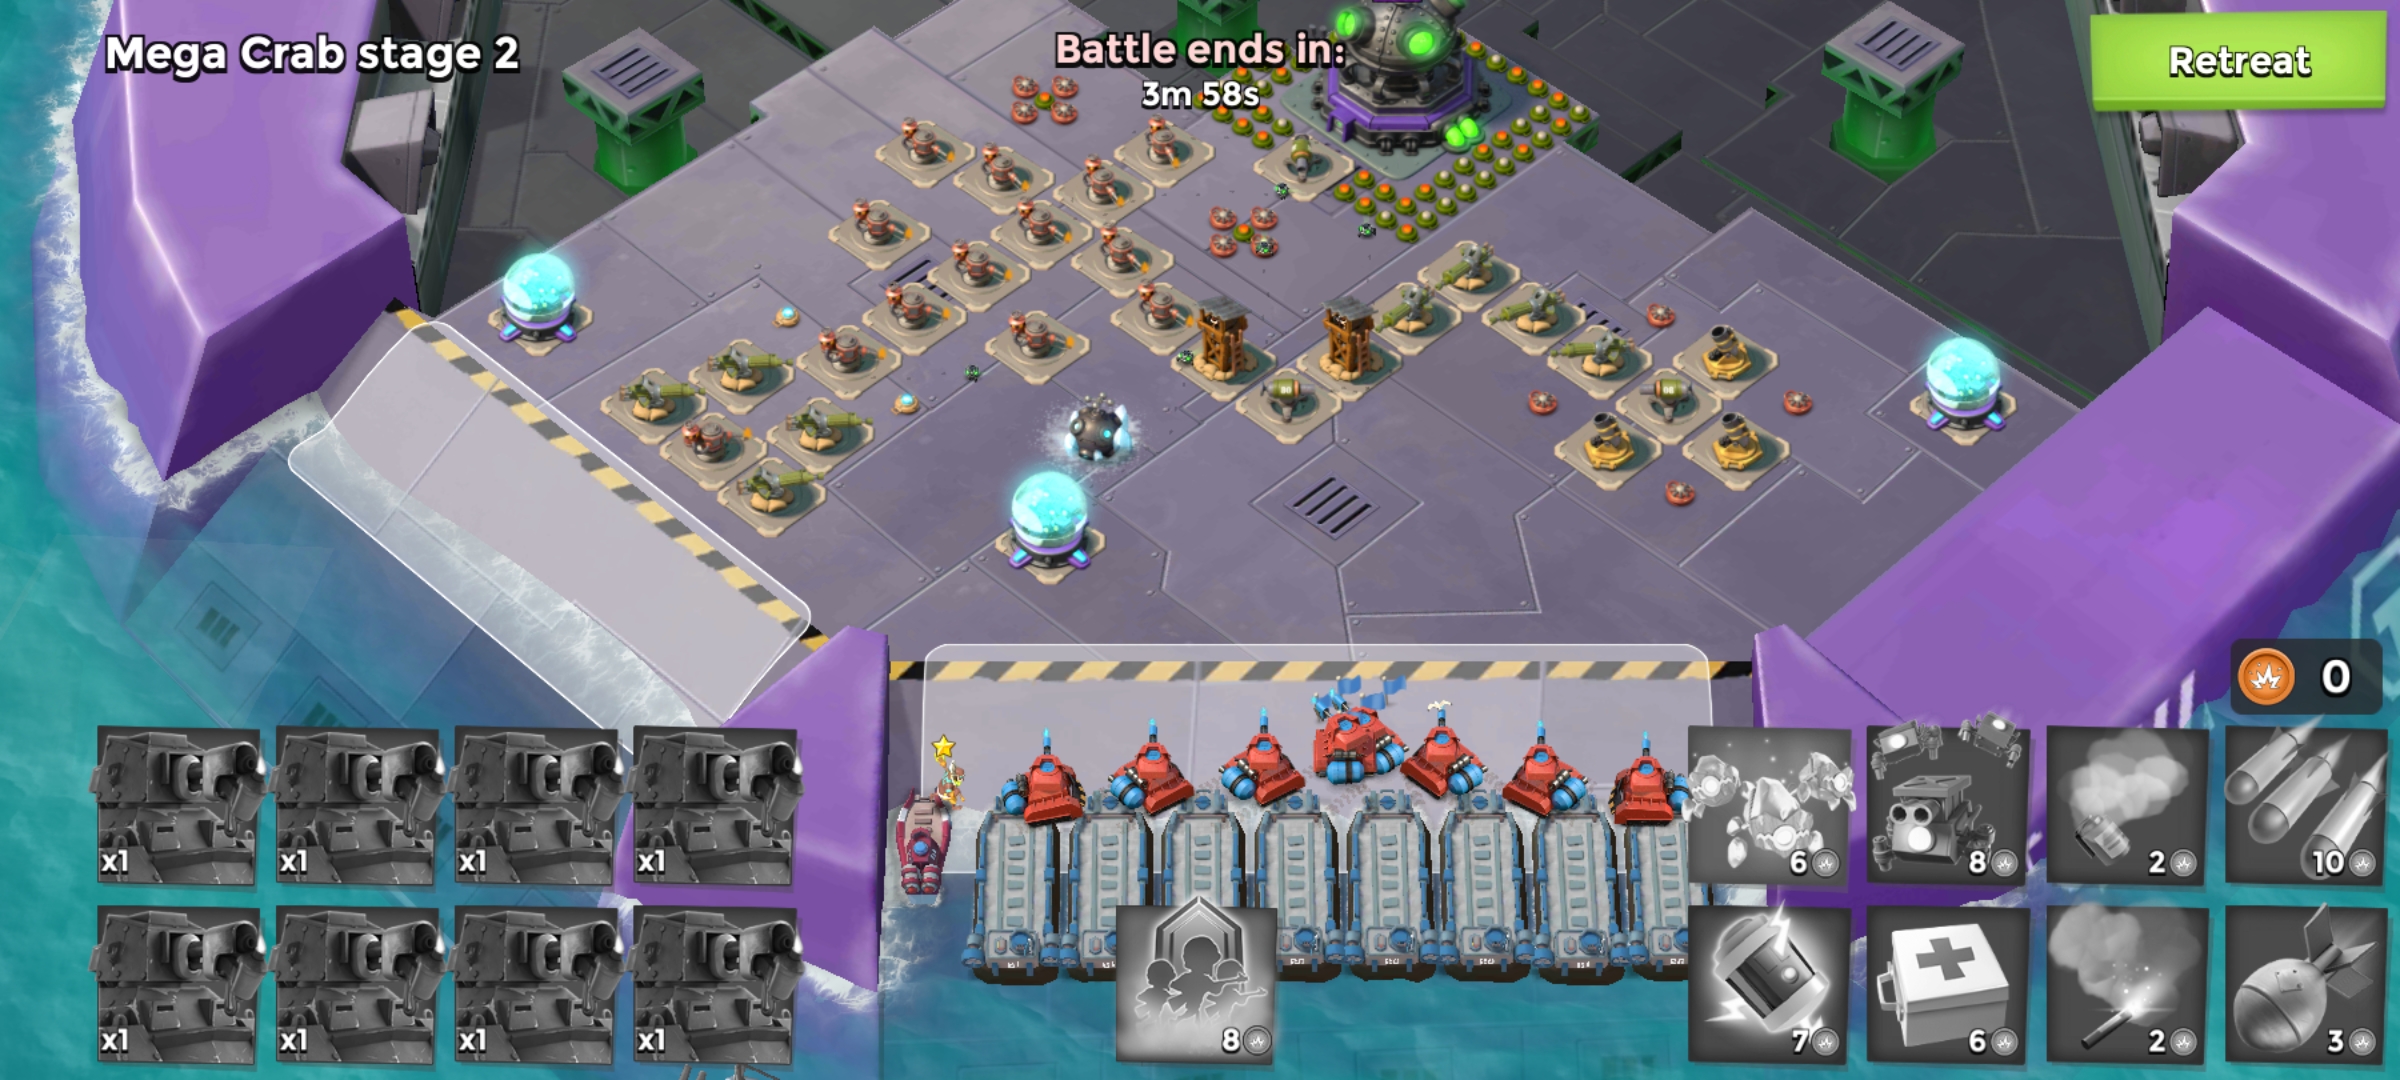 Mega Crab stage 2
Battle ends in:
3m 58s
Retreat
0
x1
x1
x1
x1
6
8
2
10
x1
x1
x1
x1
8
7
6
2
3